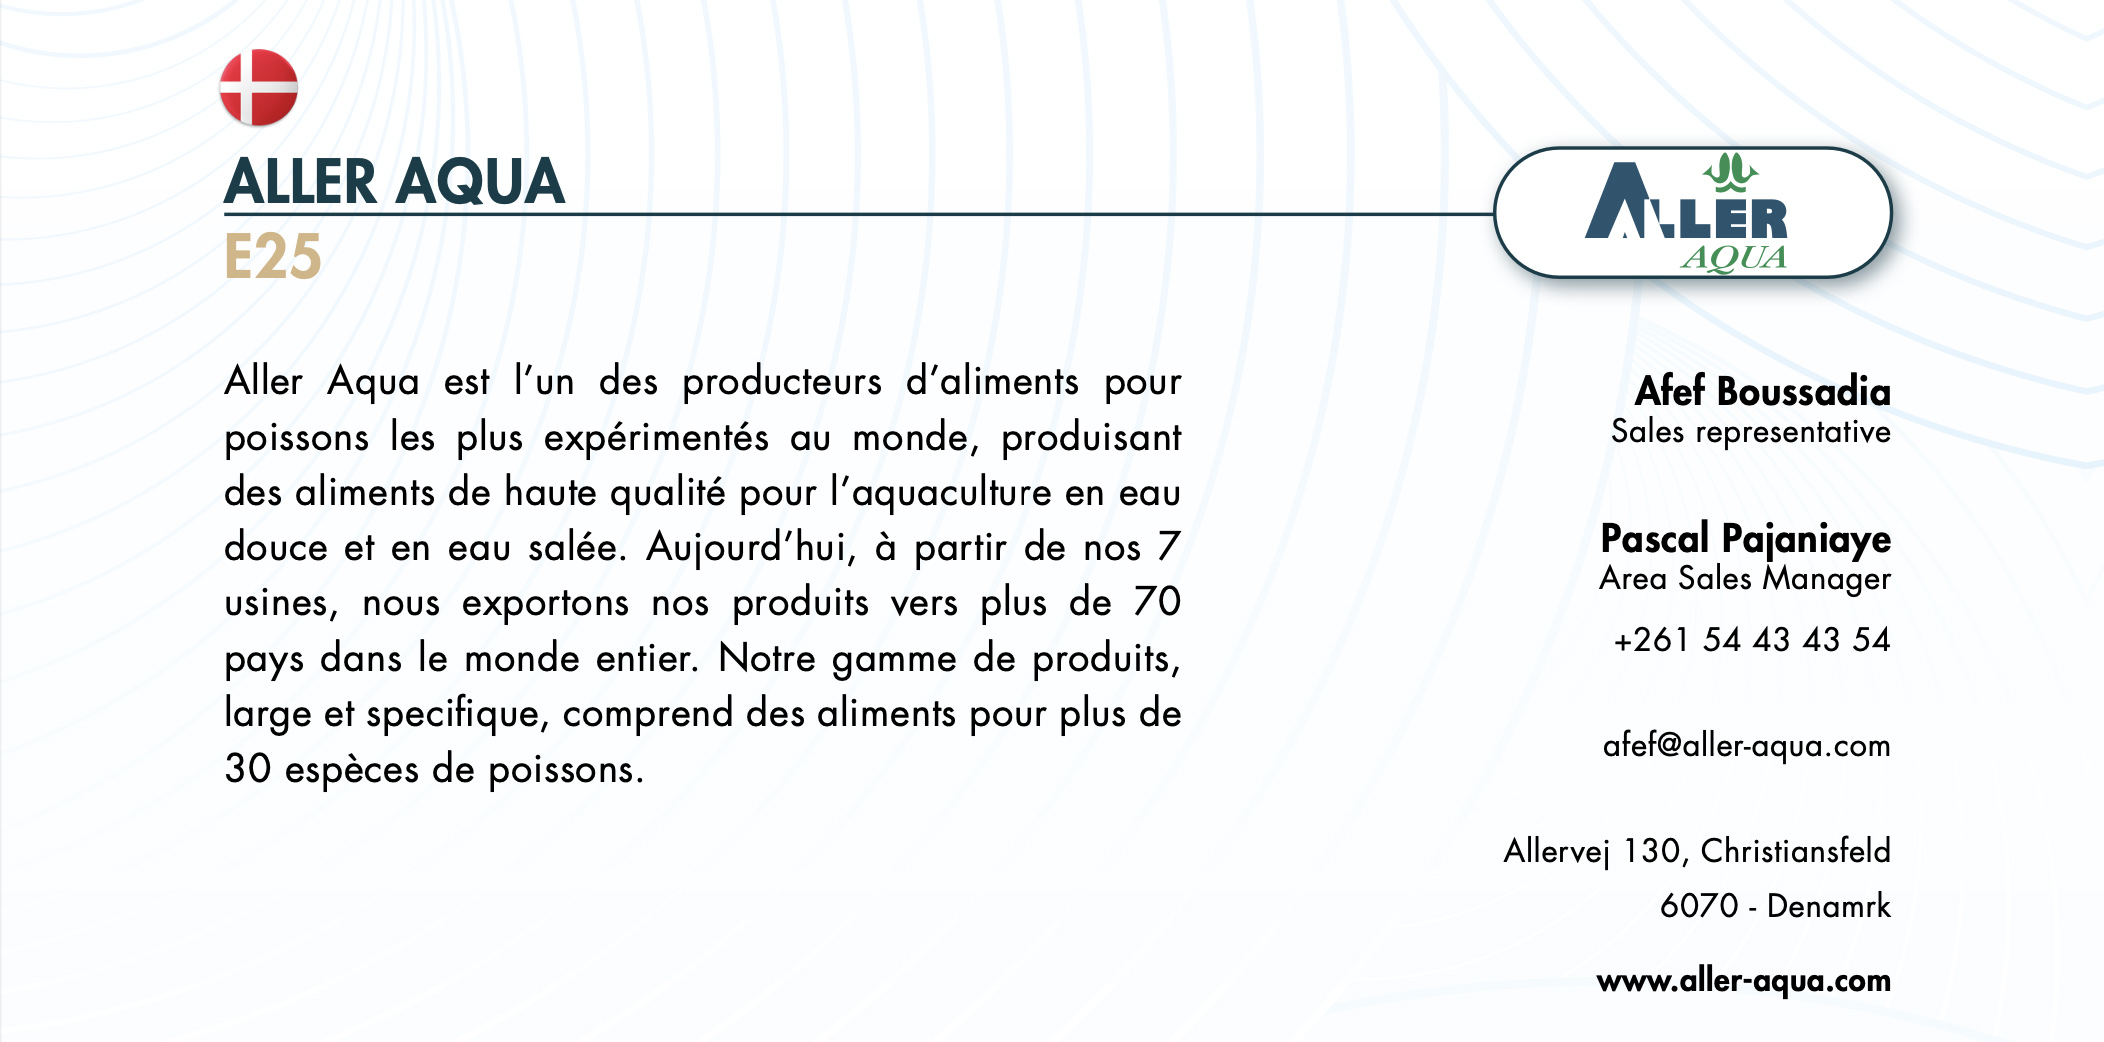 ALLER AQUA
E25
ALLER
AQUA
Aller Aqua est l’un des producteurs d’aliments pour
poissons les plus expérimentés au monde, produisant
des aliments de haute qualité pour l’aquaculture en eau
douce et en eau salée. Aujourd’hui, à partir de nos 7
usines, nous exportons nos produits vers plus de 70
pays dans le monde entier. Notre gamme de produits,
large et specifique, comprend des aliments pour plus de
30 espèces de poissons.
Afef Boussadia
Sales representative
Pascal Pajaniaye
Area Sales Manager
+261 54 43 43 54
afef@aller-aqua.com
Allervej 130, Christiansfeld
6070 - Denamrk
www.aller-aqua.com